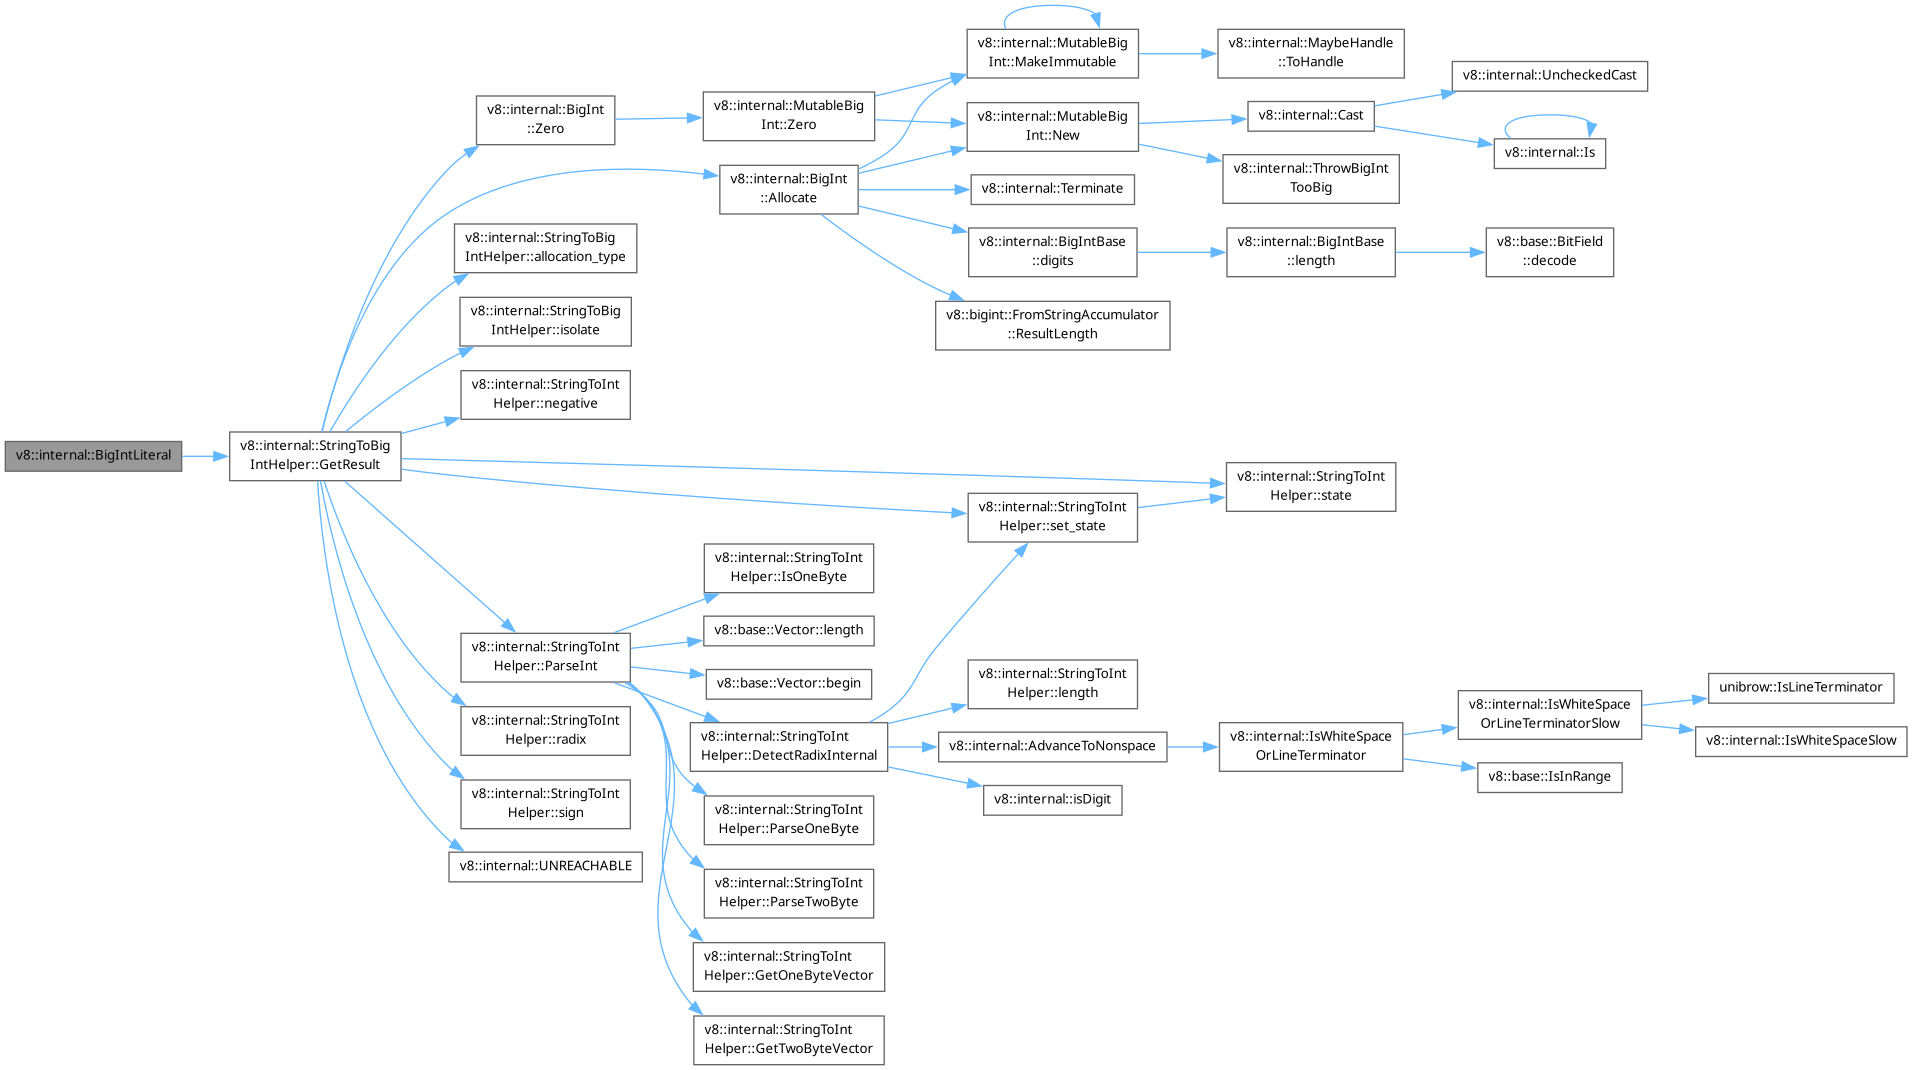 v8::internal::BigIntLiteral
v8::internal::StringToBig
IntHelper::GetResult
v8::internal::BigInt
::Zero
v8::internal::StringToBig
IntHelper::allocation_type
v8::internal::StringToBig
IntHelper::isolate
v8::internal::StringToInt
Helper::negative
v8::internal::StringToInt
Helper::ParseInt
v8::internal::StringToInt
Helper::radix
v8::internal::StringToInt
Helper::sign
v8::internal::UNREACHABLE
v8::internal::MutableBig
Int::Zero
v8::internal::BigInt
::Allocate
v8::internal::StringToInt
Helper::IsOneByte
v8::base::Vector::length
v8::base::Vector::begin
v8::internal::StringToInt
Helper::DetectRadixInternal
v8::internal::StringToInt
Helper::ParseOneByte
v8::internal::StringToInt
Helper::ParseTwoByte
v8::internal::StringToInt
Helper::GetOneByteVector
v8::internal::StringToInt
Helper::GetTwoByteVector
v8::internal::MutableBig
Int::MakeImmutable
v8::internal::MutableBig
Int::New
v8::internal::Terminate
v8::internal::BigIntBase
::digits
v8::bigint::FromStringAccumulator
::ResultLength
v8::internal::StringToInt
Helper::set_state
v8::internal::StringToInt
Helper::length
v8::internal::AdvanceToNonspace
v8::internal::isDigit
v8::internal::MaybeHandle
::ToHandle
v8::internal::Cast
v8::internal::ThrowBigInt
TooBig
v8::internal::BigIntBase
::length
v8::internal::StringToInt
Helper::state
v8::internal::IsWhiteSpace
OrLineTerminator
v8::internal::UncheckedCast
v8::internal::Is
v8::base::BitField
::decode
v8::internal::IsWhiteSpace
OrLineTerminatorSlow
v8::base::IsInRange
unibrow::IsLineTerminator
v8::internal::IsWhiteSpaceSlow